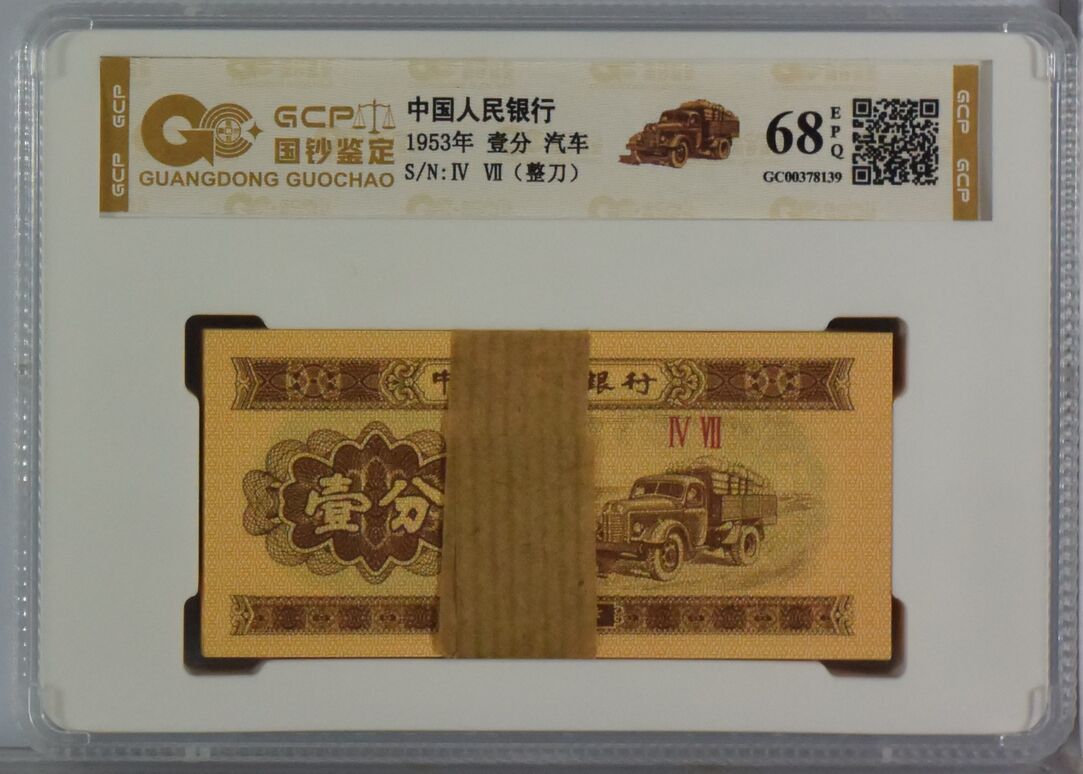 GCP GCP
GCP
国钞鉴定
GUANGDONG GUOCHAO
中国人民银行
1953年 壹分 汽车
S/N:Ⅳ Ⅶ（整刀）
68 EPQ
GC00378139
GCP GCP
银行
Ⅳ Ⅶ
壹分